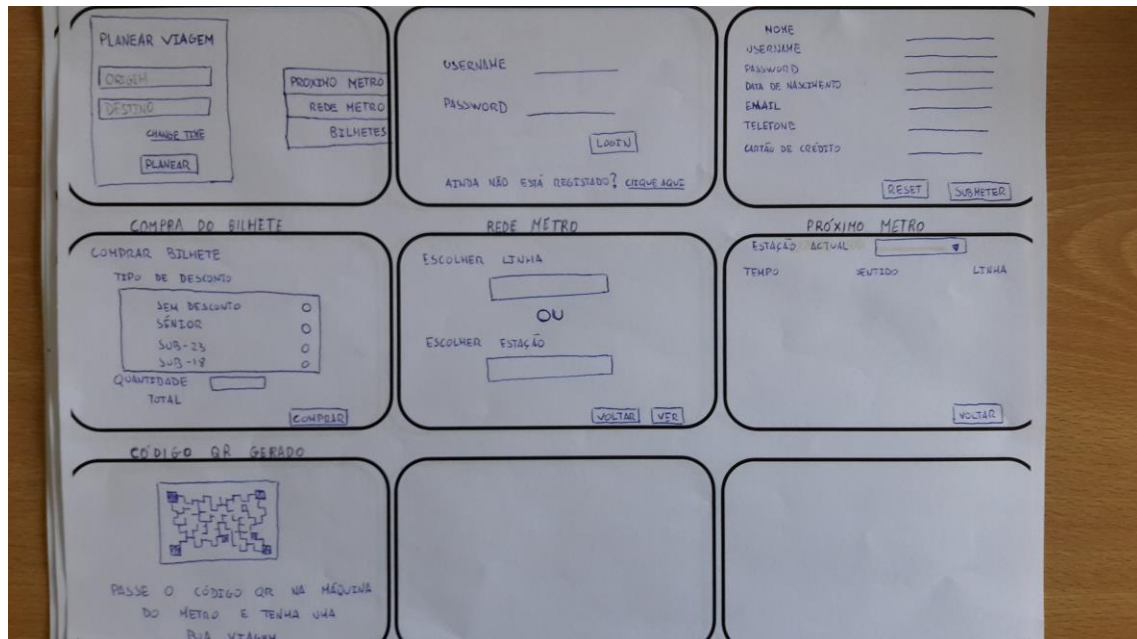 PLANEAR VIAGEM
ORIGEM
DESTINO
CHANGE TIME
PLANEAR
PROXIMO METRO
REDE METRO
BILHETES
USERNAME
PASSWORD
LOGIN
AINDA NÃO ESTÁ REGISTADO? CLIQUE AQUI
NOME
USERNAME
PASSWORD
DATA DE NASCIMENTO
EMAIL
TELEFONE
CARTÃO DE CRÉDITO
RESET SUBMETER
COMPRA DO BILHETE
COMPRAR BILHETE
TIPO DE DESCONTO
SEM DESCONTO
SÉNIOR
SUB-23
SUB-18
QUANTIDADE
TOTAL
COMPRAR
REDE METRO
ESCOLHER LINHA
OU
ESCOLHER ESTAÇÃO
VOLTAR VER
PRÓXIMO METRO
ESTAÇÃO ACTUAL
TEMPO SENTIDO LINHA
VOLTAR
CÓDIGO QR GERADO
PASSE O CÓDIGO QR NA MÁQUINA
DO METRO E TENHA UMA
BOA VIAGEM